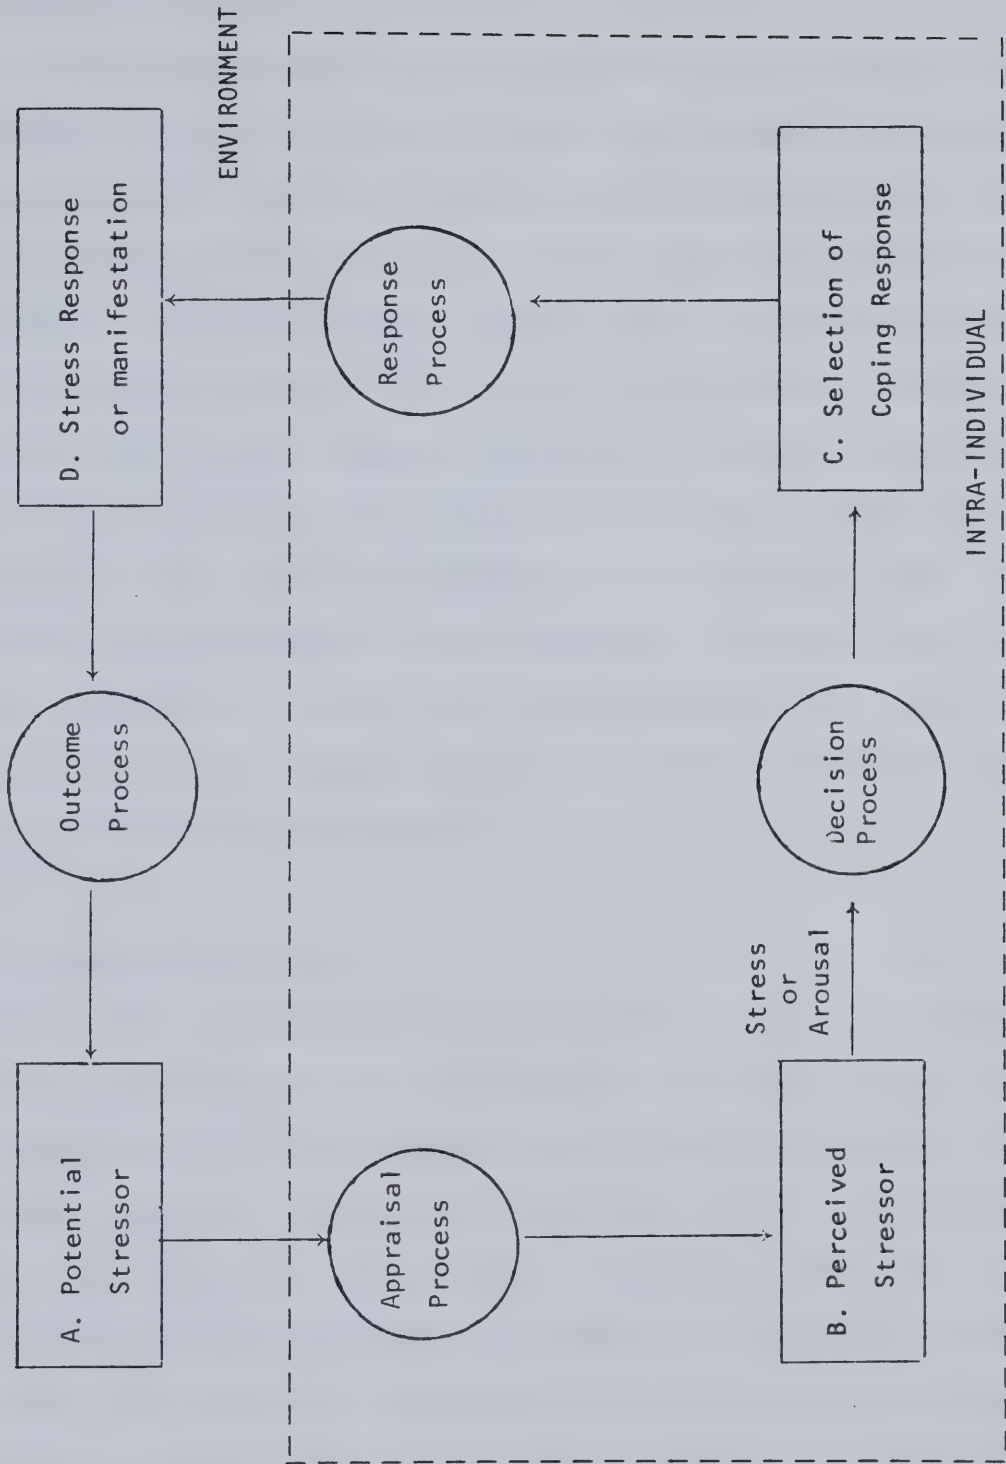 A. Potential
Stressor
Outcome
Process
D. Stress Response
or manifestation
ENVIRONMENT
Appraisal
Process
Response
Process
Stress
or
Arousal
B. Perceived
Stressor
Decision
Process
C. Selection of
Coping Response
INTRA-INDIVIDUAL